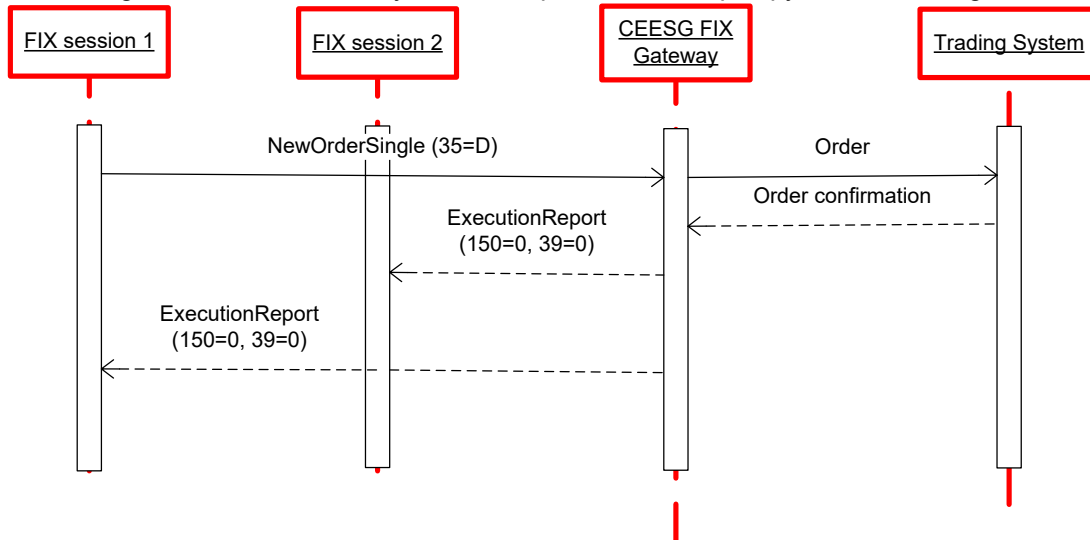 FIX session 1
FIX session 2
CEESG FIX
Gateway
Trading System
NewOrderSingle (35=D)
Order
Order confirmation
ExecutionReport
(150=0, 39=0)
ExecutionReport
(150=0, 39=0)